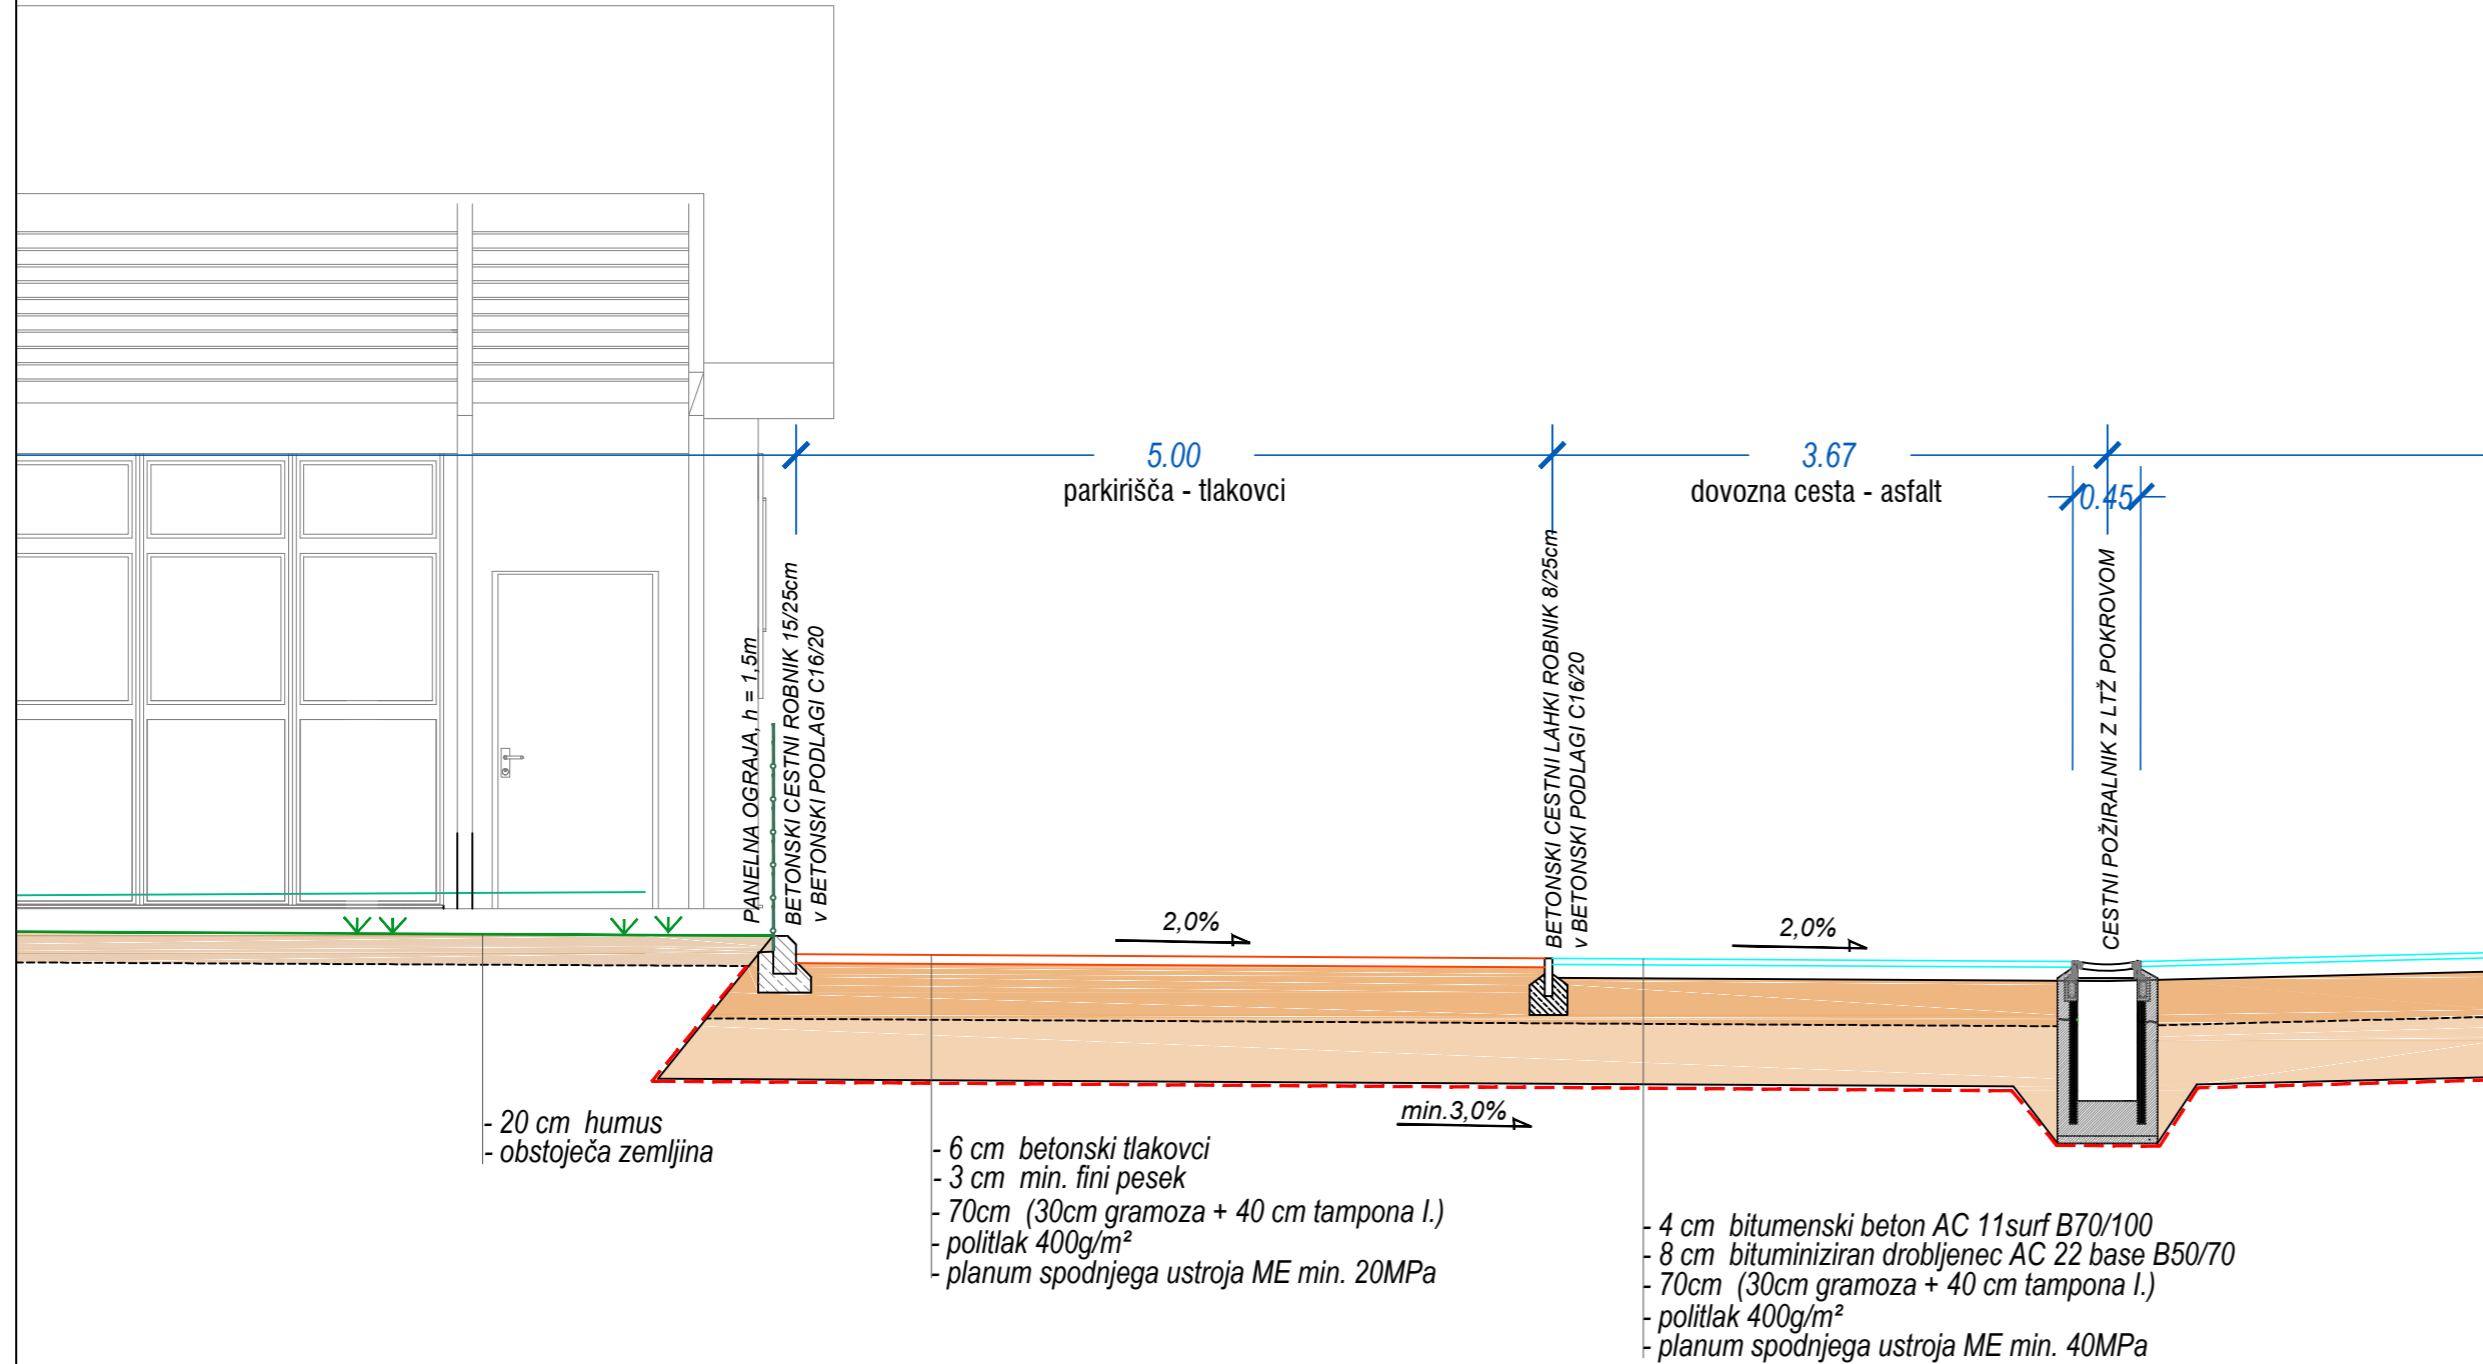 5.00
parkirišča - tlakovci
3.67
dovozna cesta - asfalt
0.45
PANELNA OGRAJA, h = 1,5m
BETONSKI CESTNI ROBNIK 15/25cm
v BETONSKI PODLAGI C16/20
BETONSKI CESTNI LAHKI ROBNIK 8/25cm
v BETONSKI PODLAGI C16/20
CESTNI POŽIRALNIK Z LTŽ POKROVOM
2,0%
2,0%
min.3,0%
- 20 cm humus
- obstoječa zemljina
- 6 cm betonski tlakovci
- 3 cm min. fini pesek
- 70cm (30cm gramoza + 40 cm tampona I.)
- politlak 400g/m²
- planum spodnjega ustroja ME min. 20MPa
- 4 cm bitumenski beton AC 11surf B70/100
- 8 cm bituminiziran drobljenec AC 22 base B50/70
- 70cm (30cm gramoza + 40 cm tampona I.)
- politlak 400g/m²
- planum spodnjega ustroja ME min. 40MPa